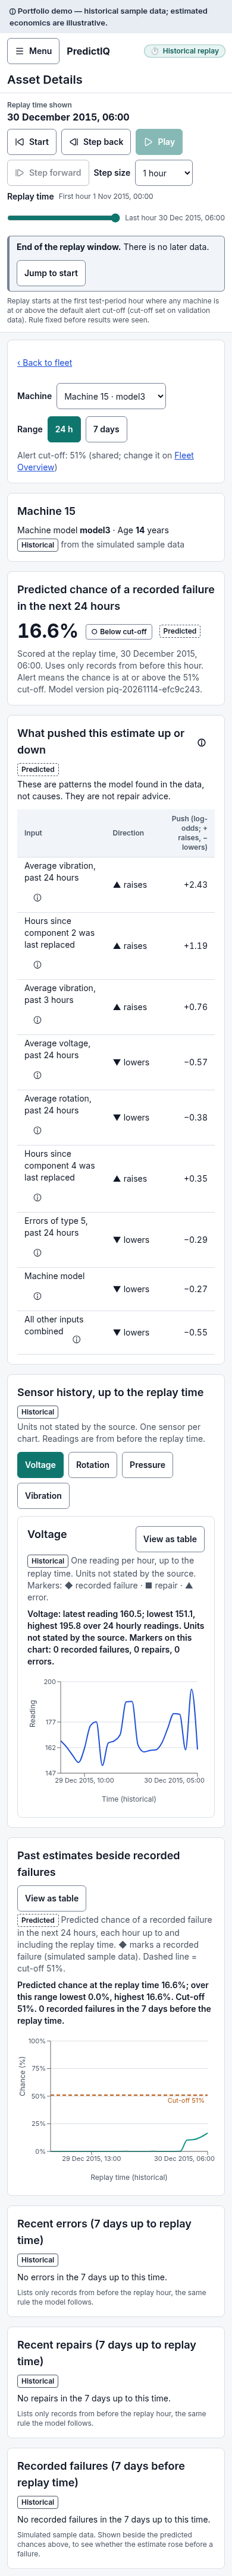 Portfolio demo — historical sample data; estimated
economics are illustrative.
Menu
PredictIQ
Historical replay
Asset Details
Replay time shown
30 December 2015, 06:00
Start
Step back
Play
Step forward
Step size
1 hour
Replay time First hour 1 Nov 2015, 00:00
Last hour 30 Dec 2015, 06:00
End of the replay window. There is no later data.
Jump to start
Replay starts at the first test-period hour where any machine is
at or above the default alert cut-off (cut-off set on validation
data). Rule fixed before results were seen.
‹ Back to fleet
Machine
Machine 15 · model3
Range
24 h
7 days
Alert cut-off: 51% (shared; change it on Fleet
Overview)
Machine 15
Machine model model3 · Age 14 years
Historical from the simulated sample data
Predicted chance of a recorded failure
in the next 24 hours
16.6%
Below cut-off
Predicted
Scored at the replay time, 30 December 2015,
06:00. Uses only records from before this hour.
Alert means the chance is at or above the 51%
cut-off. Model version piq-20261114-efc9c243.
What pushed this estimate up or
down
Predicted
These are patterns the model found in the data,
not causes. They are not repair advice.
Input
Direction
Push (log-
odds; +
raises, −
lowers)
Average vibration,
past 24 hours
▲ raises
+2.43
Hours since
component 2 was
last replaced
▲ raises
+1.19
Average vibration,
past 3 hours
▲ raises
+0.76
Average voltage,
past 24 hours
▼ lowers
−0.57
Average rotation,
past 24 hours
▼ lowers
−0.38
Hours since
component 4 was
last replaced
▲ raises
+0.35
Errors of type 5,
past 24 hours
▼ lowers
−0.29
Machine model
▼ lowers
−0.27
All other inputs
combined
▼ lowers
−0.55
Sensor history, up to the replay time
Historical
Units not stated by the source. One sensor per
chart. Readings are from before the replay time.
Voltage
Rotation
Pressure
Vibration
Voltage
View as table
Historical One reading per hour, up to the
replay time. Units not stated by the source.
Markers: ◆ recorded failure · ■ repair · ▲
error.
Voltage: latest reading 160.5; lowest 151.1,
highest 195.8 over 24 hourly readings. Units
not stated by the source. Markers on this
chart: 0 recorded failures, 0 repairs, 0
errors.
200
177
162
147
Reading
29 Dec 2015, 10:00
30 Dec 2015, 05:00
Time (historical)
Past estimates beside recorded
failures
View as table
Predicted Predicted chance of a recorded failure
in the next 24 hours, each hour up to and
including the replay time. ◆ marks a recorded
failure (simulated sample data). Dashed line =
cut-off 51%.
Predicted chance at the replay time 16.6%; over
this range lowest 0.0%, highest 16.6%. Cut-off
51%. 0 recorded failures in the 7 days before the
replay time.
100%
75%
50%
25%
0%
Chance (%)
Cut-off 51%
29 Dec 2015, 13:00
30 Dec 2015, 06:00
Replay time (historical)
Recent errors (7 days up to replay
time)
Historical
No errors in the 7 days up to this time.
Lists only records from before the replay hour, the same
rule the model follows.
Recent repairs (7 days up to replay
time)
Historical
No repairs in the 7 days up to this time.
Lists only records from before the replay hour, the same
rule the model follows.
Recorded failures (7 days before
replay time)
Historical
No recorded failures in the 7 days up to this time.
Simulated sample data. Shown beside the predicted
chances above, to see whether the estimate rose before a
failure.